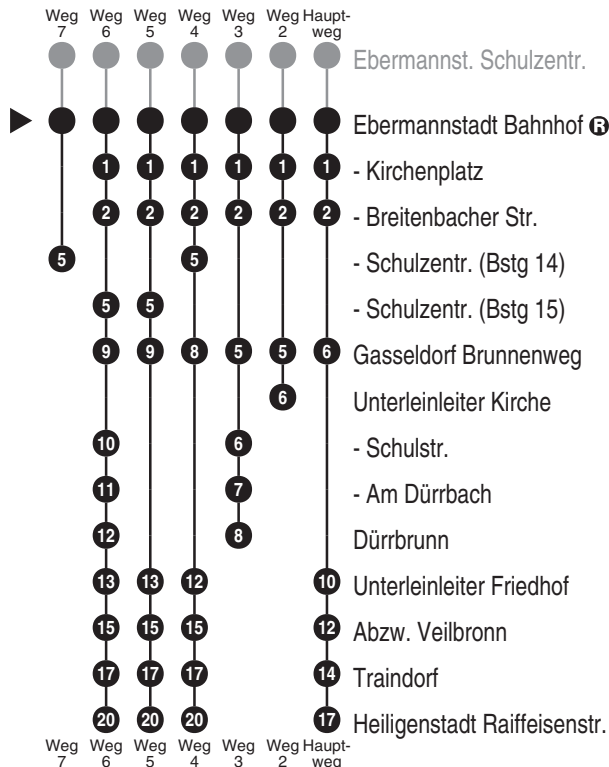 Weg Weg Weg Weg Weg Weg Haupt-
7 6 5 4 3 2 weg
Ebermannst. Schulzentr.
Ebermannstadt Bahnhof R
1 1 1 1 1 1 - Kirchenplatz
2 2 2 2 2 2 - Breitenbacher Str.
5 5 - Schulzentr. (Bstg 14)
5 5 - Schulzentr. (Bstg 15)
9 9 8 5 5 6 Gasseldorf Brunnenweg
6 Unterleinleiter Kirche
10 6 - Schulstr.
11 7 - Am Dürrbach
12 8 Dürrbrunn
13 13 12 10 Unterleinleiter Friedhof
15 15 15 12 Abzw. Veilbronn
17 17 17 14 Traindorf
20 20 20 17 Heiligenstadt Raiffeisenstr.
Weg Weg Weg Weg Weg Weg Haupt-
7 6 5 4 3 2 weg